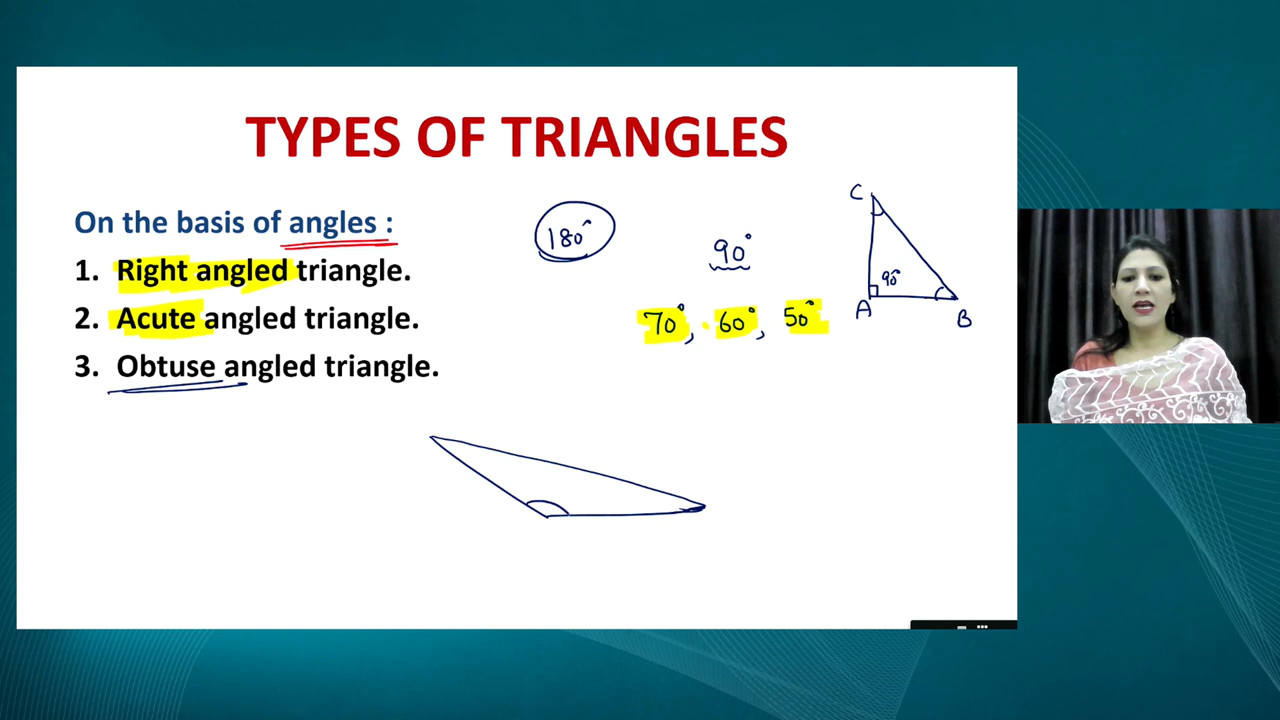 TYPES OF TRIANGLES
On the basis of angles :
1. Right angled triangle.
2. Acute angled triangle.
3. Obtuse angled triangle.
180°
90°
70°, 60°, 50°
C
90°
A
B